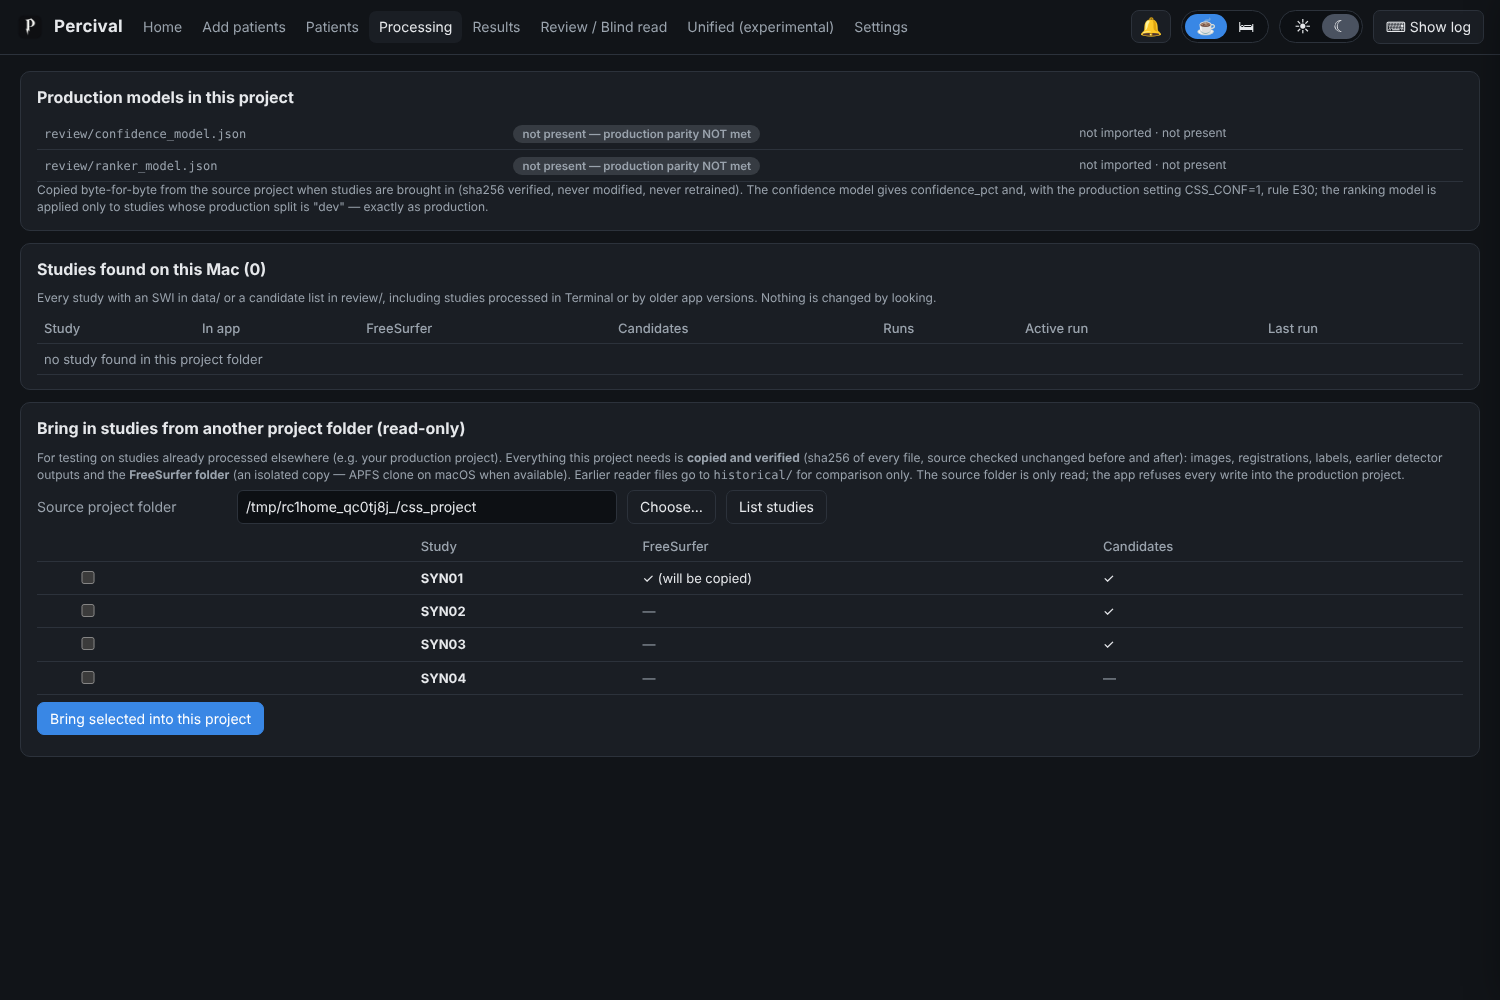 P Percival Home Add patients Patients Processing Results Review / Blind read Unified (experimental) Settings Show log
Production models in this project
review/confidence_model.json not present — production parity NOT met not imported · not present
review/ranker_model.json not present — production parity NOT met not imported · not present
Copied byte-for-byte from the source project when studies are brought in (sha256 verified, never modified, never retrained). The confidence model gives confidence_pct and, with the production setting CSS_CONF=1, rule E30; the ranking model is
applied only to studies whose production split is "dev" — exactly as production.
Studies found on this Mac (0)
Every study with an SWI in data/ or a candidate list in review/, including studies processed in Terminal or by older app versions. Nothing is changed by looking.
Study In app FreeSurfer Candidates Runs Active run Last run
no study found in this project folder
Bring in studies from another project folder (read-only)
For testing on studies already processed elsewhere (e.g. your production project). Everything this project needs is copied and verified (sha256 of every file, source checked unchanged before and after): images, registrations, labels, earlier detector
outputs and the FreeSurfer folder (an isolated copy — APFS clone on macOS when available). Earlier reader files go to historical/ for comparison only. The source folder is only read; the app refuses every write into the production project.
Source project folder /tmp/rc1home_qc0tj8j_/css_project Choose... List studies
Study FreeSurfer Candidates
SYN01 ✓ (will be copied) ✓
SYN02 — ✓
SYN03 — ✓
SYN04 — —
Bring selected into this project